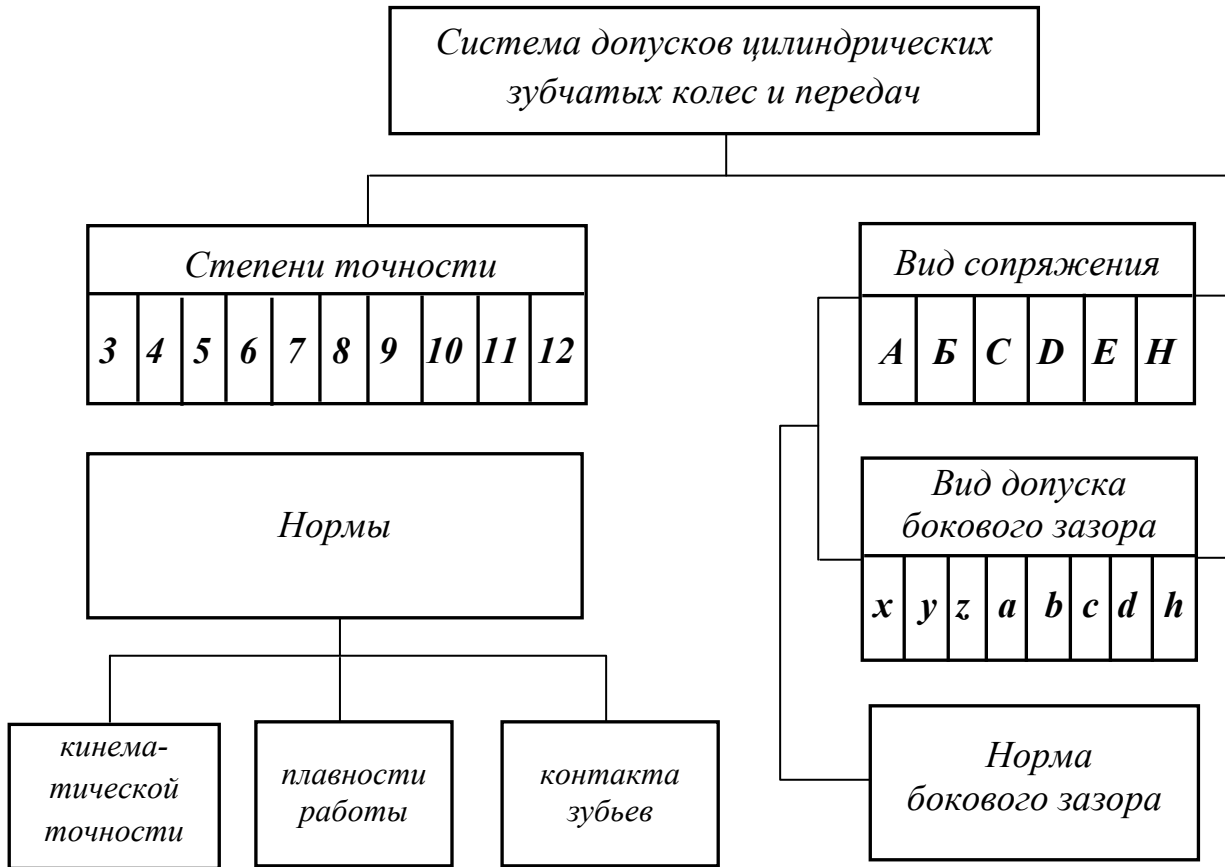 Система допусков цилиндрических
зубчатых колес и передач
Степени точности
3 4 5 6 7 8 9 10 11 12
Вид сопряжения
А Б С D Е Н
Нормы
Вид допуска
бокового зазора
x y z a b c d h
кинема-
тической
точности
плавности
работы
контакта
зубьев
Норма
бокового зазора